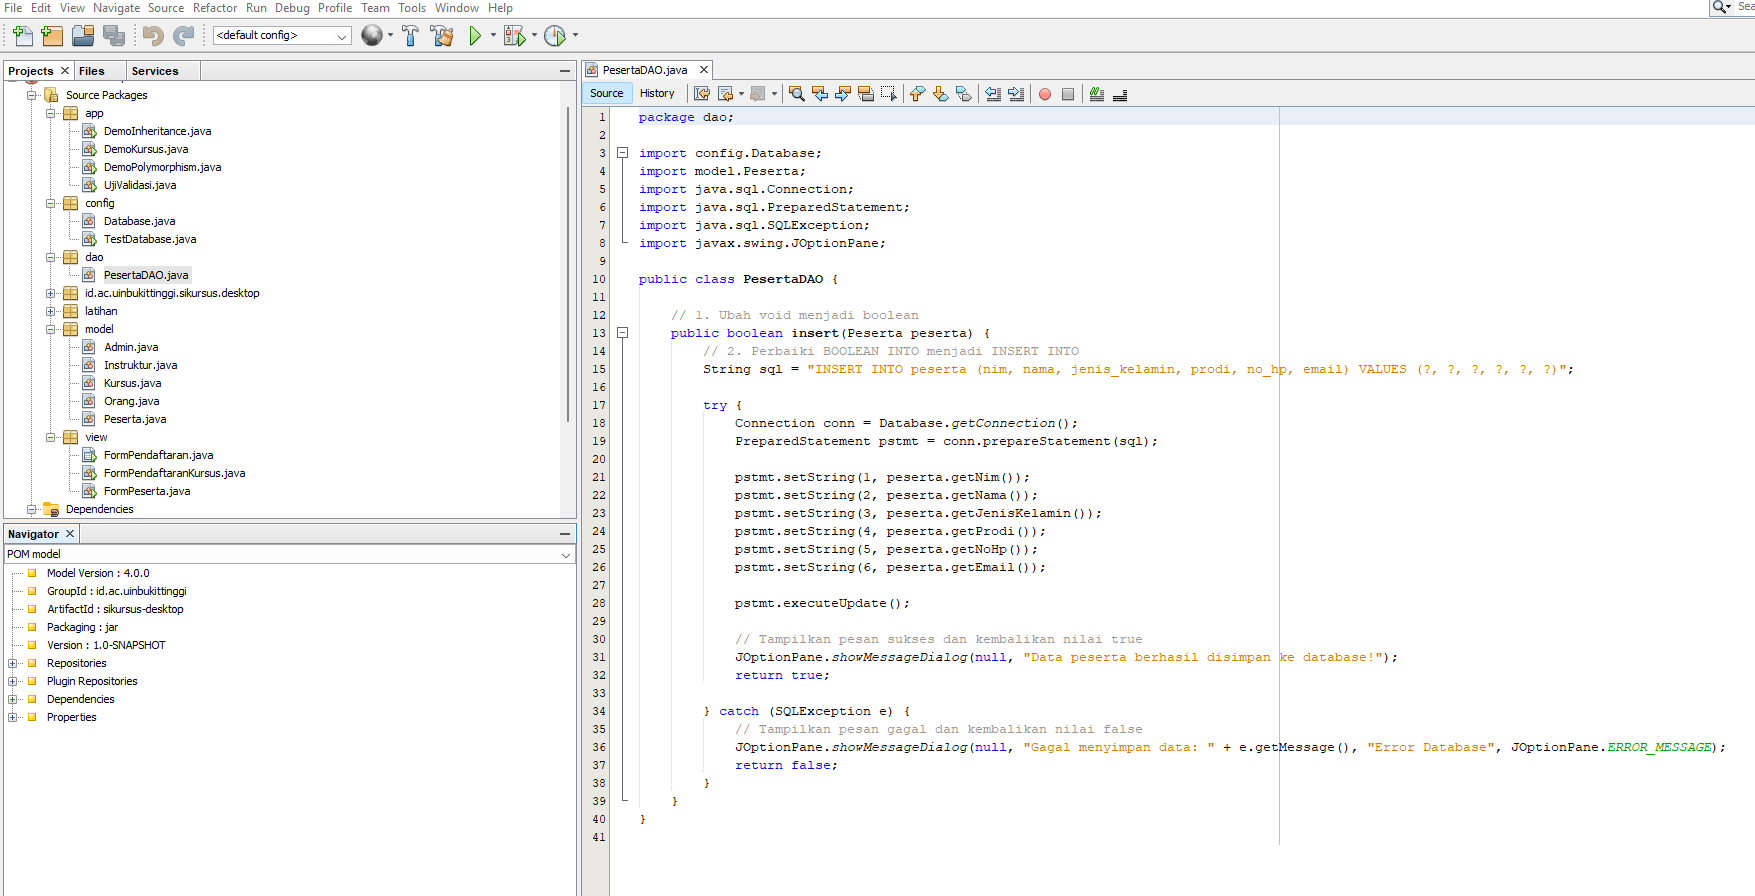 File Edit View Navigate Source Refactor Run Debug Profile Team Tools Window Help
<default config>
Projects Files Services
Source Packages
app
DemoInheritance.java
DemoKursus.java
DemoPolymorphism.java
UjiValidasi.java
config
Database.java
TestDatabase.java
dao
PesertaDAO.java
id.ac.uinbukittinggi.sikursus.desktop
latihan
model
Admin.java
Instruktur.java
Kursus.java
Orang.java
Peserta.java
view
FormPendaftaran.java
FormPendaftaranKursus.java
FormPeserta.java
Dependencies
Navigator
POM model
Model Version : 4.0.0
GroupId : id.ac.uinbukittinggi
ArtifactId : sikursus-desktop
Packaging : jar
Version : 1.0-SNAPSHOT
Repositories
Plugin Repositories
Dependencies
Properties
PesertaDAO.java
Source History
1 package dao;
2
3 import config.Database;
4 import model.Peserta;
5 import java.sql.Connection;
6 import java.sql.PreparedStatement;
7 import java.sql.SQLException;
8 import javax.swing.JOptionPane;
9
10 public class PesertaDAO {
11
12 // 1. Ubah void menjadi boolean
13 public boolean insert(Peserta peserta) {
14 // 2. Perbaiki BOOLEAN INTO menjadi INSERT INTO
15 String sql = "INSERT INTO peserta (nim, nama, jenis_kelamin, prodi, no_hp, email) VALUES (?, ?, ?, ?, ?, ?)";
16
17 try {
18 Connection conn = Database.getConnection();
19 PreparedStatement pstmt = conn.prepareStatement(sql);
20
21 pstmt.setString(1, peserta.getNim());
22 pstmt.setString(2, peserta.getNama());
23 pstmt.setString(3, peserta.getJenisKelamin());
24 pstmt.setString(4, peserta.getProdi());
25 pstmt.setString(5, peserta.getNoHp());
26 pstmt.setString(6, peserta.getEmail());
27
28 pstmt.executeUpdate();
29
30 // Tampilkan pesan sukses dan kembalikan nilai true
31 JOptionPane.showMessageDialog(null, "Data peserta berhasil disimpan ke database!");
32 return true;
33
34 } catch (SQLException e) {
35 // Tampilkan pesan gagal dan kembalikan nilai false
36 JOptionPane.showMessageDialog(null, "Gagal menyimpan data: " + e.getMessage(), "Error Database", JOptionPane.ERROR_MESSAGE);
37 return false;
38 }
39 }
40 }
41